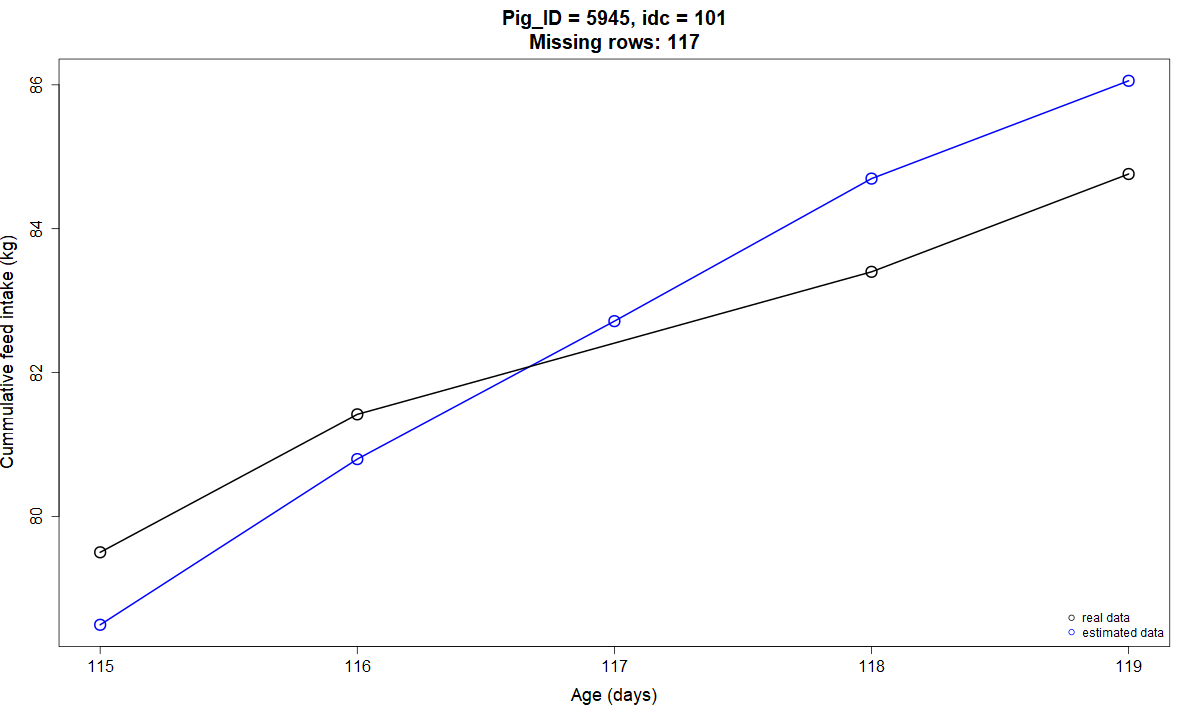 Pig_ID = 5945, idc = 101
Missing rows: 117
Cummulative feed intake (kg)
86
84
82
80
115 116 117 118 119
Age (days)
real data
estimated data